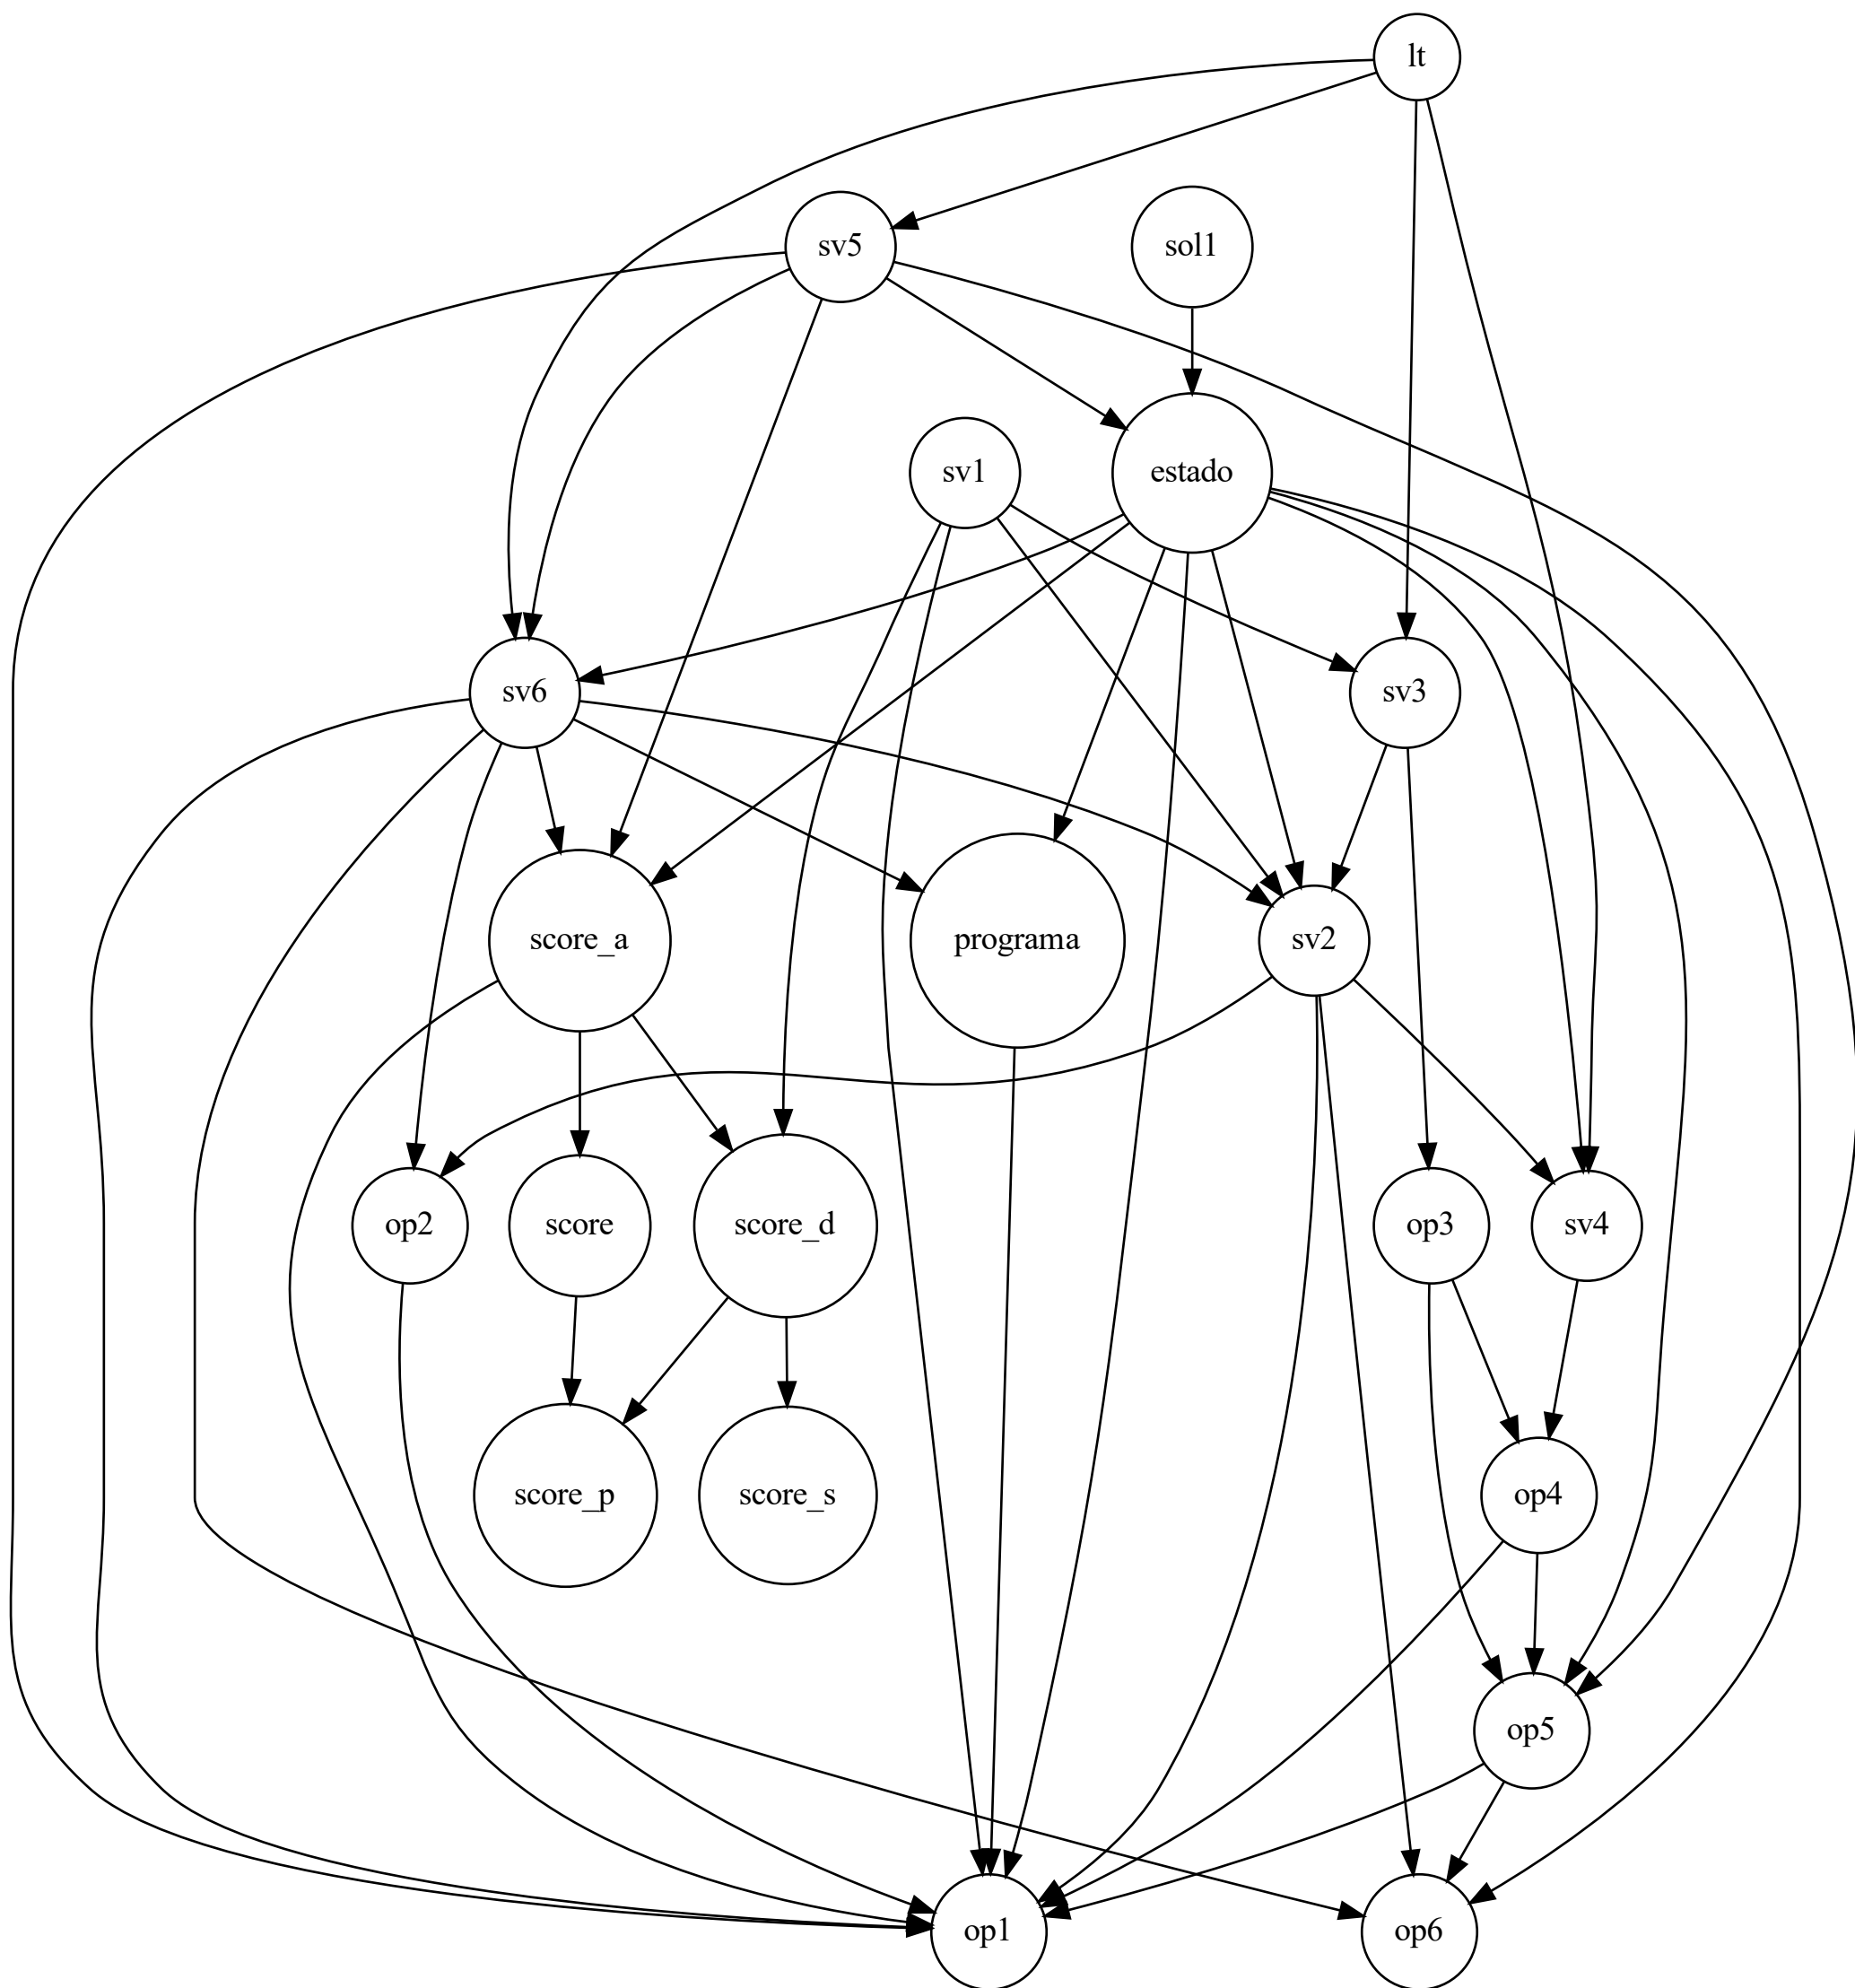 lt
sv5
sol1
sv1
estado
sv6
sv3
score_a
programa
sv2
op2
score
score_d
op3
sv4
score_p
score_s
op4
op5
op1
op6